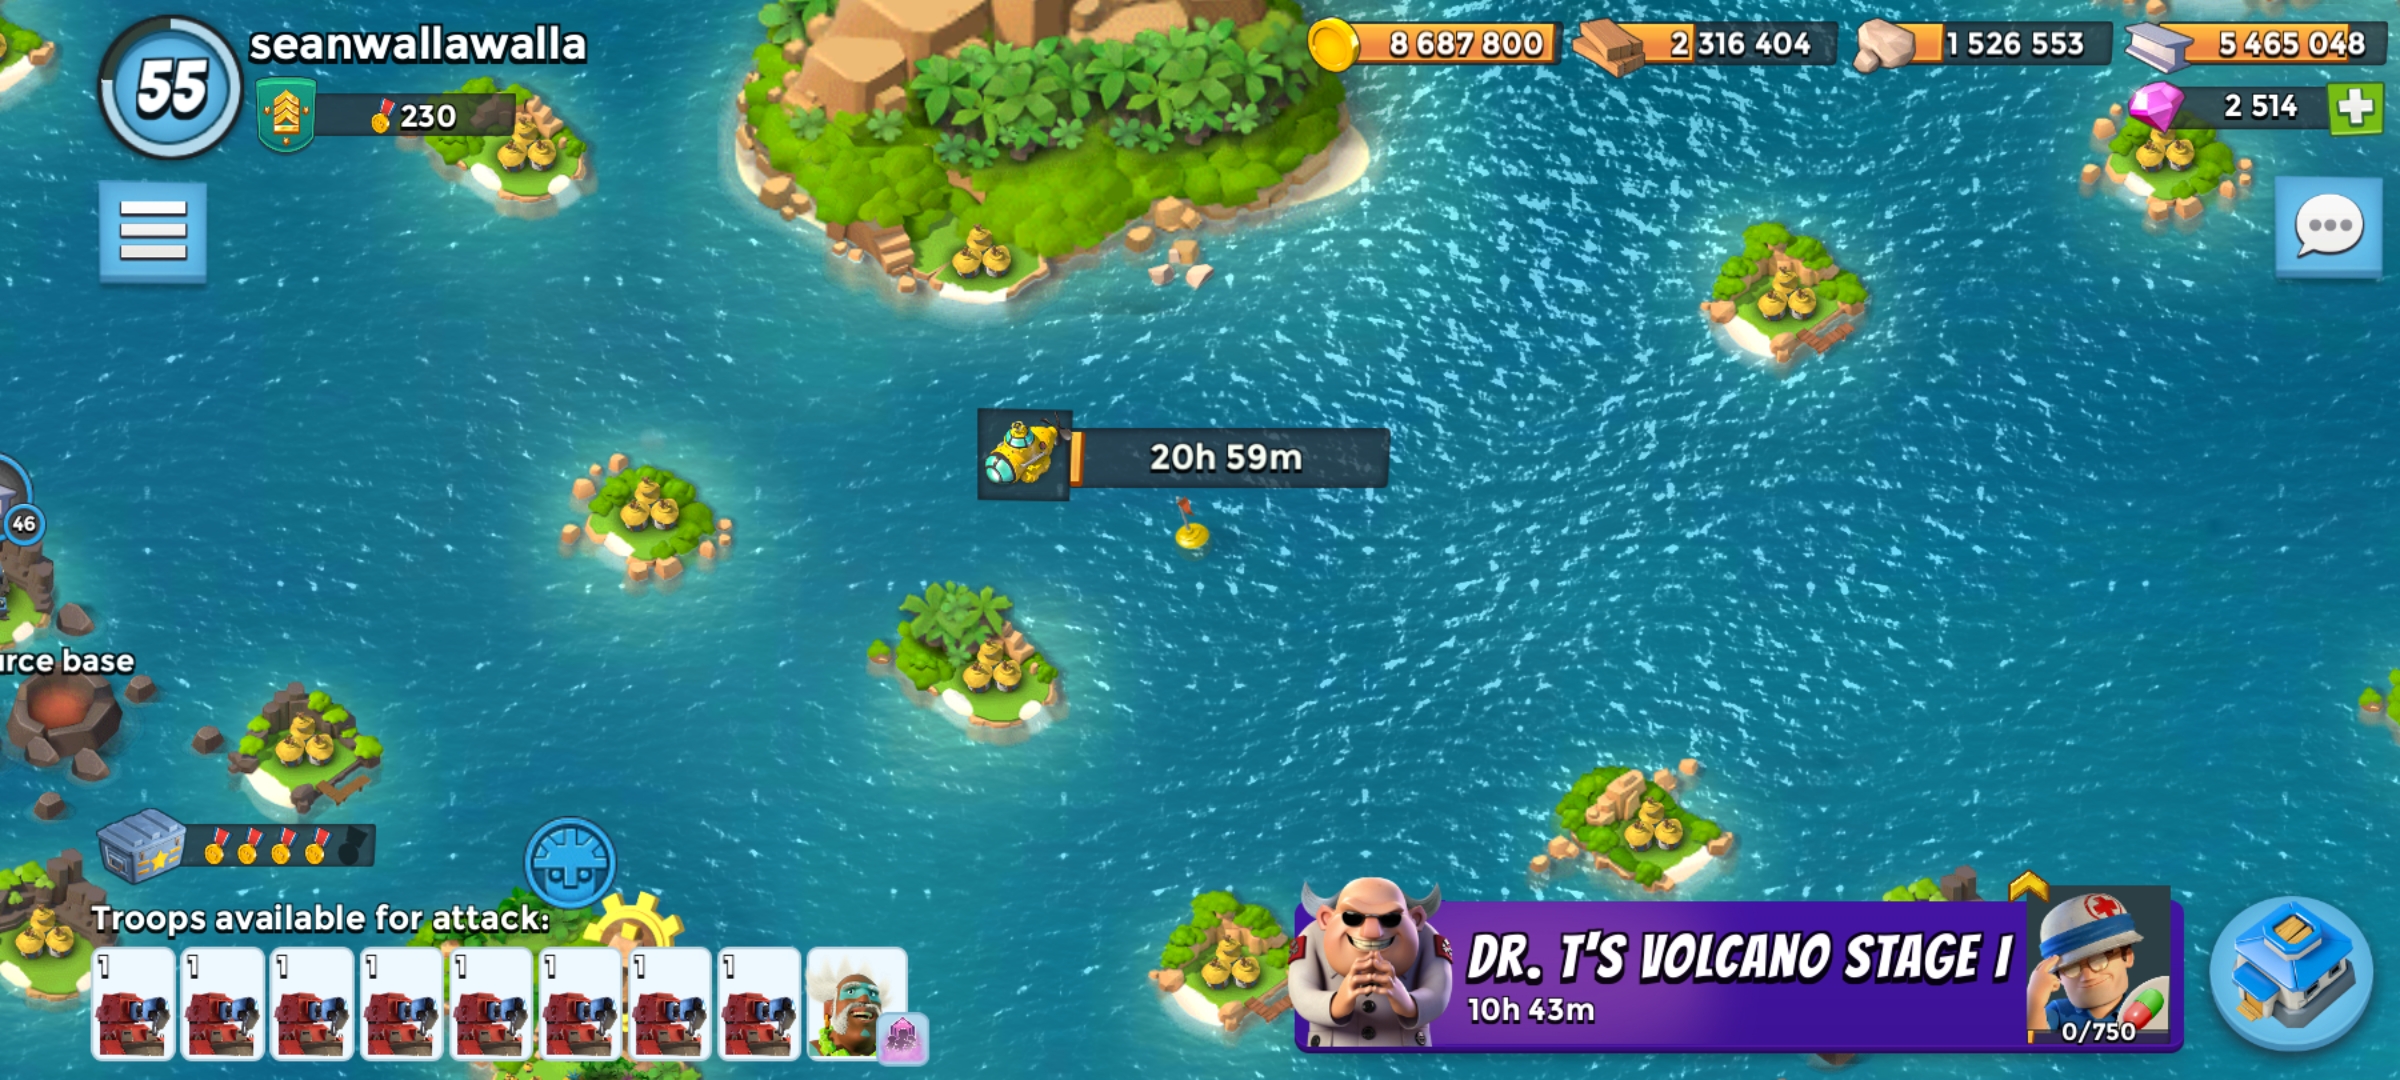 55
seanwallawalla
230
8 687 800
2 316 404
1 526 553
5 465 048
2 514
20h 59m
46
rce base
Troops available for attack:
1 1 1 1 1 1 1 1
DR. T'S VOLCANO STAGE I
10h 43m
0/750